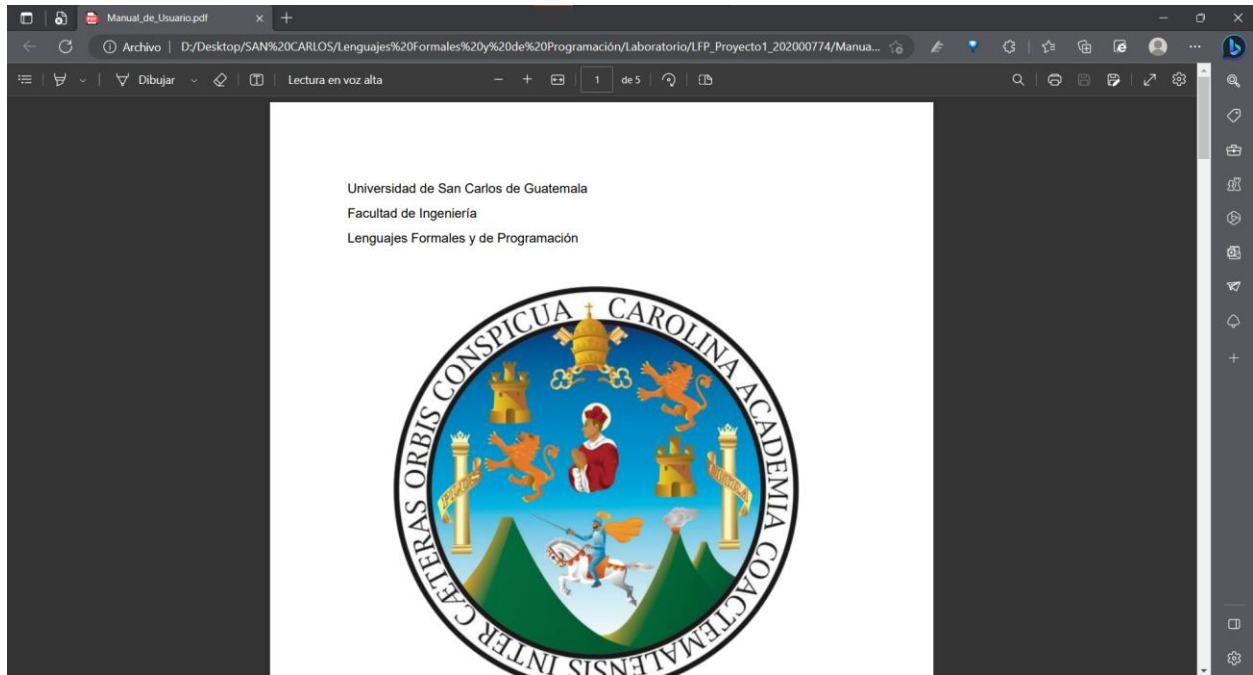 Manual_de_Usuario.pdf
Archivo | D:/Desktop/SAN%20CARLOS/Lenguajes%20Formales%20y%20de%20Programación/Laboratorio/LFP_Proyecto1_202000774/Manua...
Dibujar
Lectura en voz alta
1 de 5
Universidad de San Carlos de Guatemala
Facultad de Ingeniería
Lenguajes Formales y de Programación
CAROLINA ACADEMIA COACTEMALENSIS INTER CÆTERAS ORBIS CONSPICUA